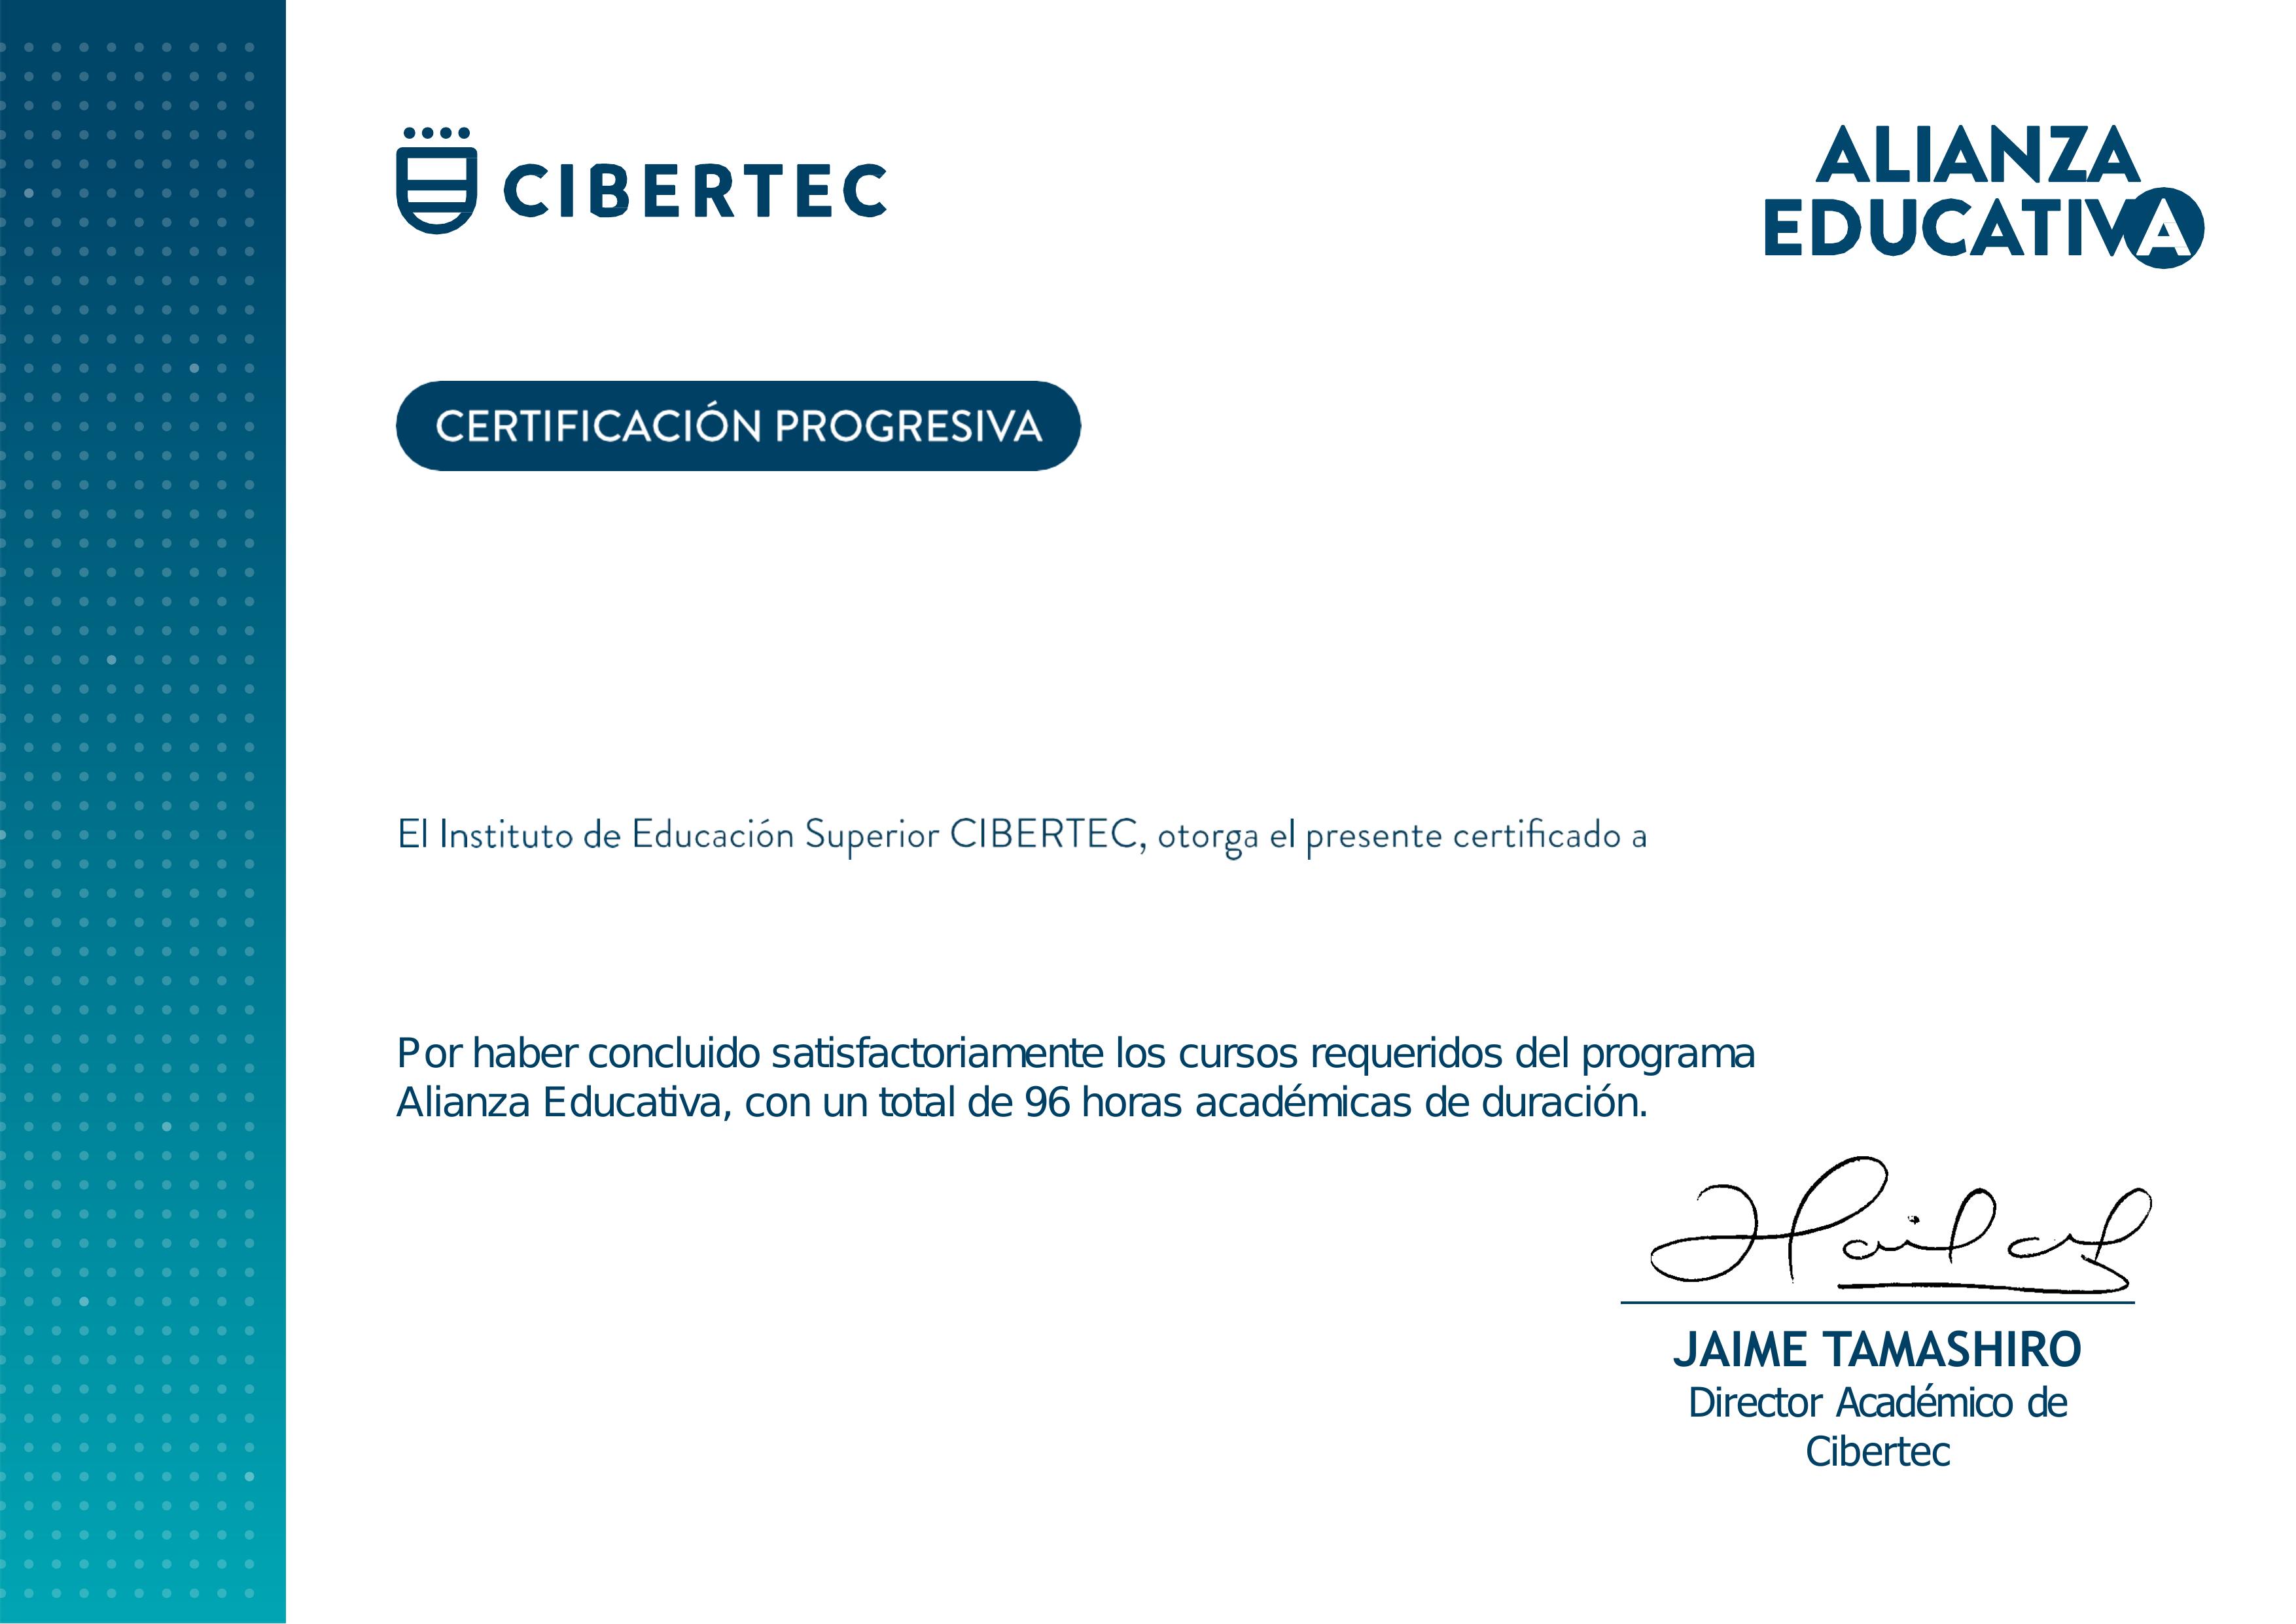 CIBERTEC
ALIANZA
EDUCATIVA
CERTIFICACIÓN PROGRESIVA
El Instituto de Educación Superior CIBERTEC, otorga el presente certificado a
Por haber concluido satisfactoriamente los cursos requeridos del programa
Alianza Educativa, con un total de 96 horas académicas de duración.
JAIME TAMASHIRO
Director Académico de
Cibertec